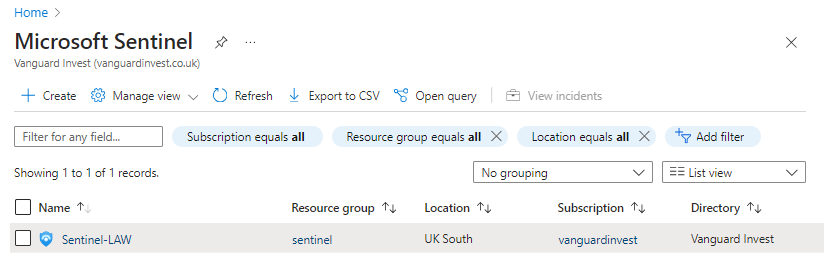 Home
Microsoft Sentinel
Vanguard Invest (vanguardinvest.co.uk)
Create Manage view Refresh Export to CSV Open query View incidents
Filter for any field... Subscription equals all Resource group equals all Location equals all Add filter
Showing 1 to 1 of 1 records. No grouping List view
Name Resource group Location Subscription Directory
Sentinel-LAW sentinel UK South vanguardinvest Vanguard Invest